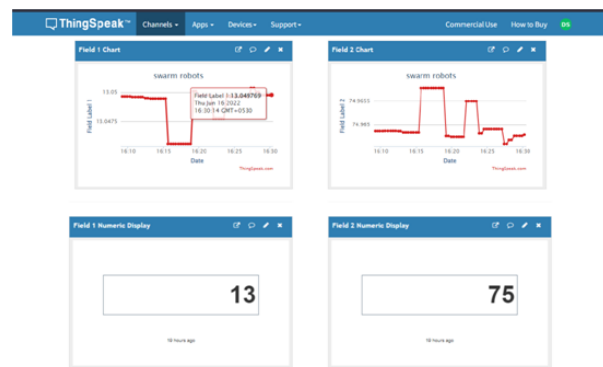 ThingSpeak™ Channels Apps Devices Support Commercial Use How to Buy DS
Field 1 Chart
swarm robots
Field Label 1
13.05
13.0475
Field Label 1:13.049769
Thu Jun 16 2022
16:30:14 GMT+0530
16:10 16:15 16:20 16:25 16:30
Date
ThingSpeak.com
Field 2 Chart
swarm robots
Field Label 2
74.9655
74.965
16:10 16:15 16:20 16:25 16:30
Date
ThingSpeak.com
Field 1 Numeric Display
13
18 hours ago
Field 2 Numeric Display
75
18 hours ago